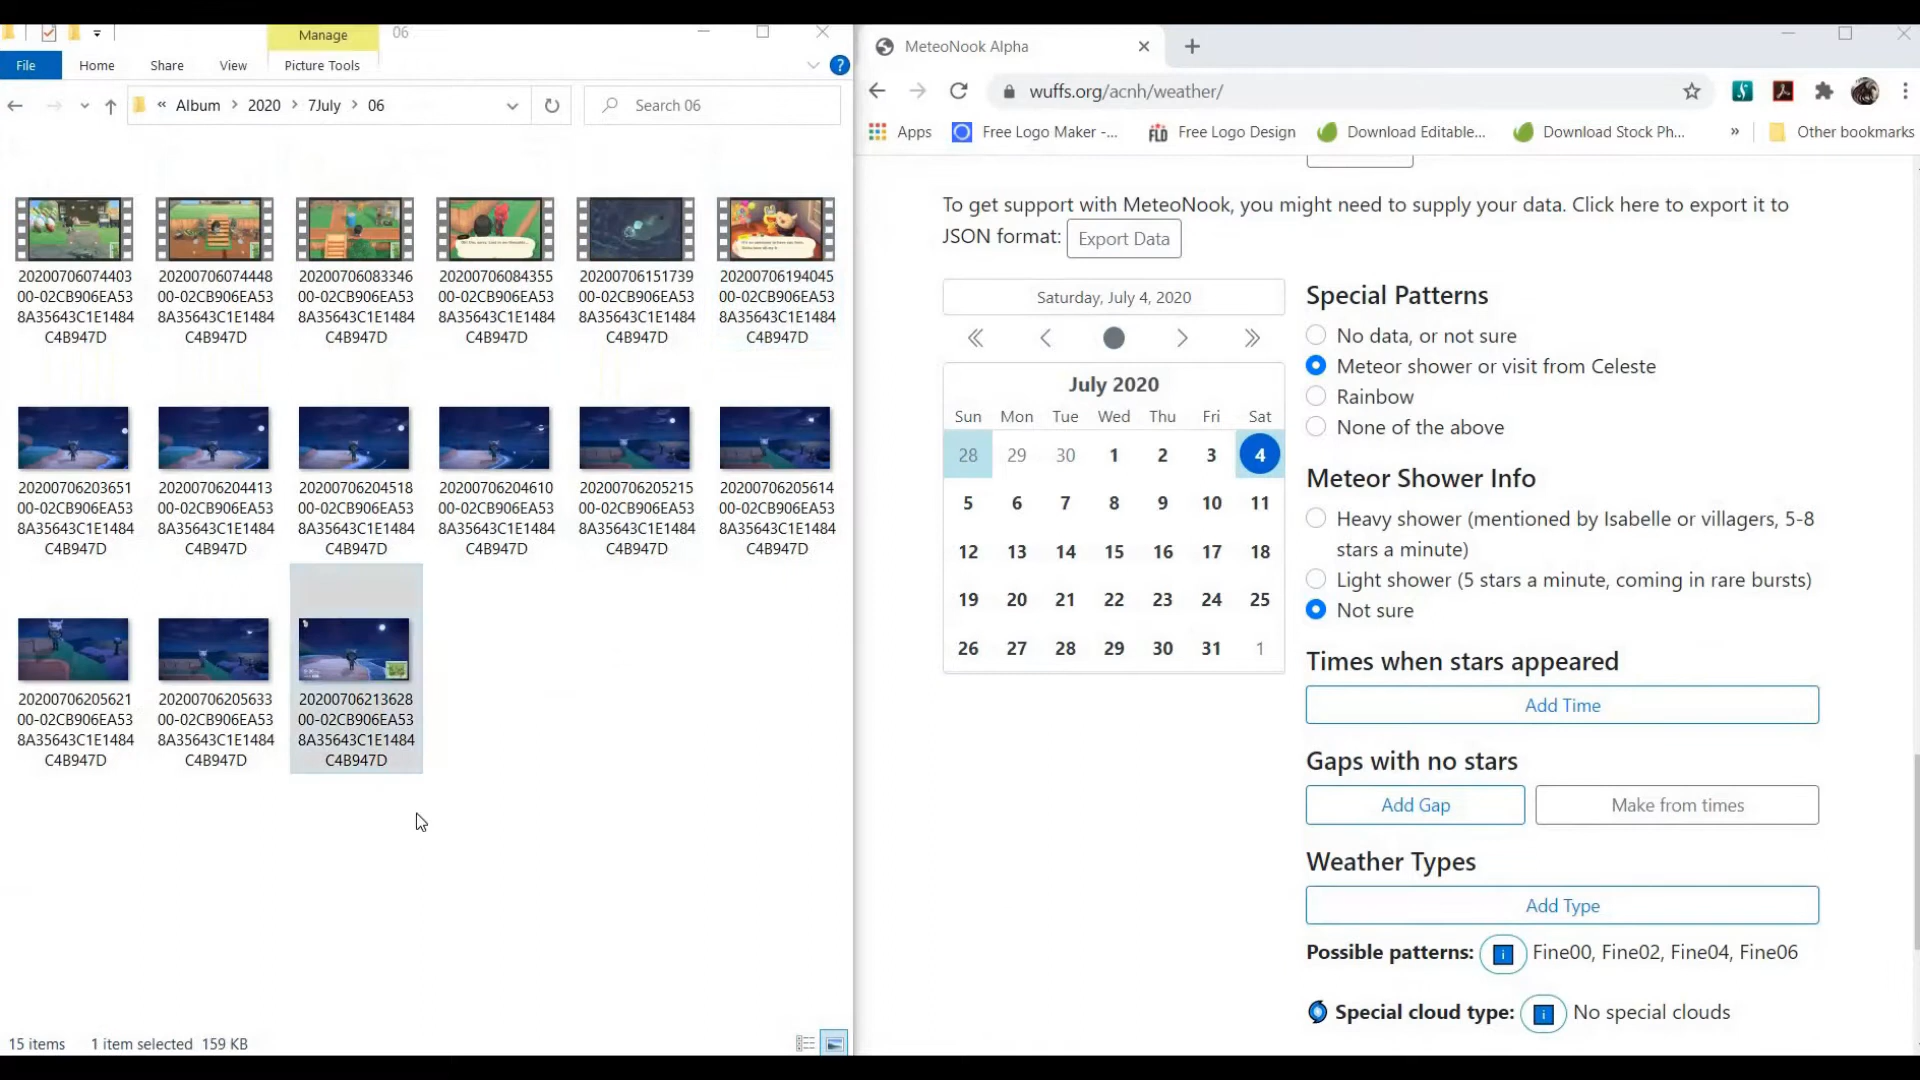 Manage
06
File
Home
Share
View
Picture Tools
« Album > 2020 > 7July > 06
Search 06
20200706074403
00-02CB906EA53
8A35643C1E1484
C4B947D
20200706074448
00-02CB906EA53
8A35643C1E1484
C4B947D
20200706083346
00-02CB906EA53
8A35643C1E1484
C4B947D
20200706084355
00-02CB906EA53
8A35643C1E1484
C4B947D
20200706151739
00-02CB906EA53
8A35643C1E1484
C4B947D
20200706194045
00-02CB906EA53
8A35643C1E1484
C4B947D
20200706203651
00-02CB906EA53
8A35643C1E1484
C4B947D
20200706204413
00-02CB906EA53
8A35643C1E1484
C4B947D
20200706204518
00-02CB906EA53
8A35643C1E1484
C4B947D
20200706204610
00-02CB906EA53
8A35643C1E1484
C4B947D
20200706205215
00-02CB906EA53
8A35643C1E1484
C4B947D
20200706205614
00-02CB906EA53
8A35643C1E1484
C4B947D
20200706205621
00-02CB906EA53
8A35643C1E1484
C4B947D
20200706205633
00-02CB906EA53
8A35643C1E1484
C4B947D
20200706213628
00-02CB906EA53
8A35643C1E1484
C4B947D
15 items 1 item selected 159 KB
MeteoNook Alpha
wuffs.org/acnh/weather/
Apps
Free Logo Maker -...
FLD Free Logo Design
Download Editable...
Download Stock Ph...
» Other bookmarks
To get support with MeteoNook, you might need to supply your data. Click here to export it to
JSON format: Export Data
Saturday, July 4, 2020
July 2020
Sun Mon Tue Wed Thu Fri Sat
28 29 30 1 2 3 4
5 6 7 8 9 10 11
12 13 14 15 16 17 18
19 20 21 22 23 24 25
26 27 28 29 30 31 1
Special Patterns
No data, or not sure
Meteor shower or visit from Celeste
Rainbow
None of the above
Meteor Shower Info
Heavy shower (mentioned by Isabelle or villagers, 5-8
stars a minute)
Light shower (5 stars a minute, coming in rare bursts)
Not sure
Times when stars appeared
Add Time
Gaps with no stars
Add Gap
Make from times
Weather Types
Add Type
Possible patterns: i Fine00, Fine02, Fine04, Fine06
Special cloud type: i No special clouds